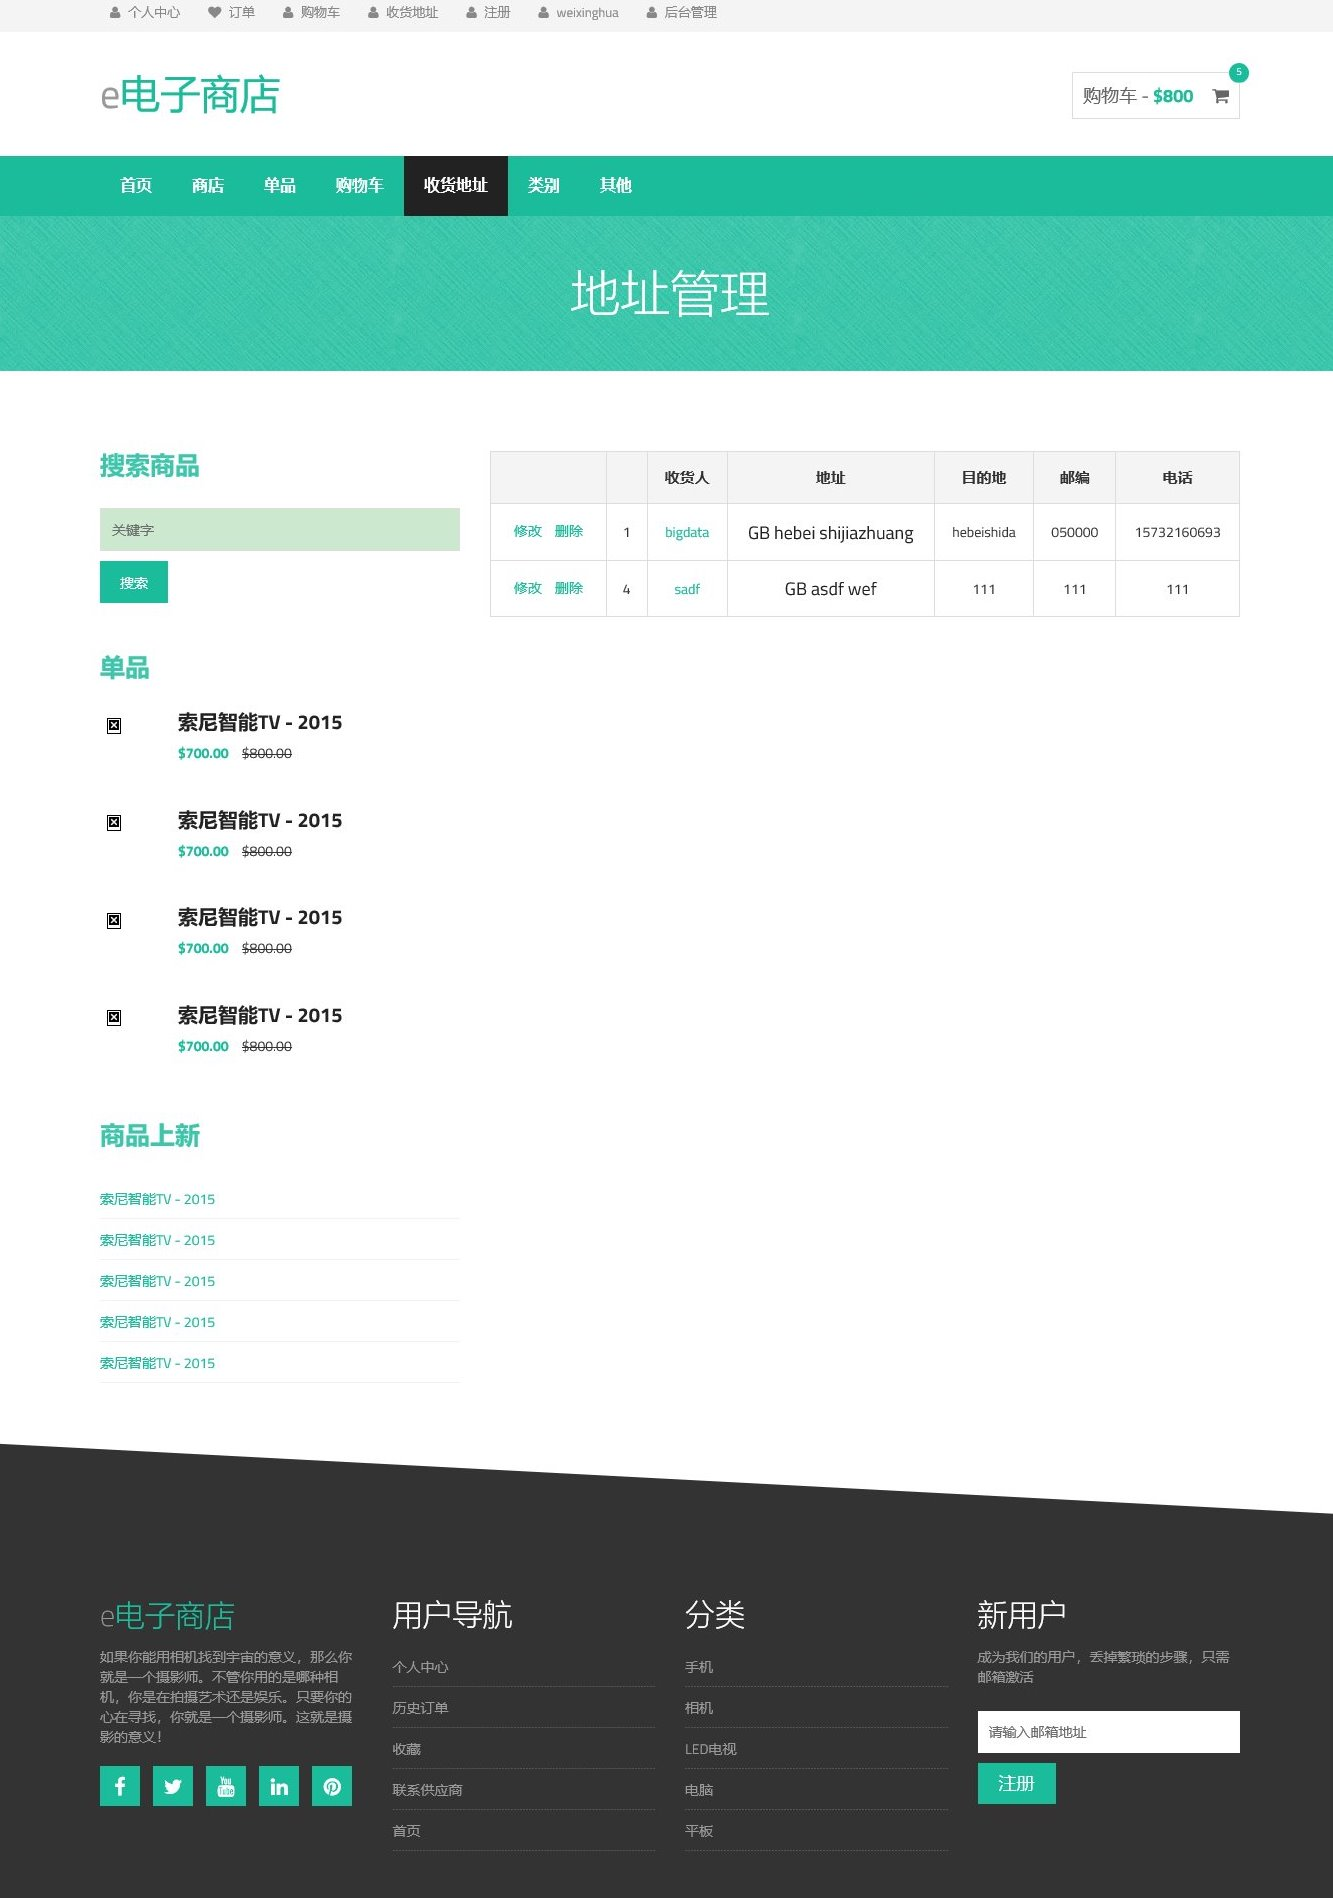 个人中心 订单 购物车 收货地址 注册 weixinghua 后台管理
e电子商店
购物车 - $800
5
首页 商店 单品 购物车 收货地址 类别 其他
地址管理
搜索商品
关键字
搜索
收货人 地址 目的地 邮编 电话
修改 删除 1 bigdata GB hebei shijiazhuang hebeishida 050000 15732160693
修改 删除 4 sadf GB asdf wef 111 111 111
单品
索尼智能TV - 2015
$700.00 $800.00
索尼智能TV - 2015
$700.00 $800.00
索尼智能TV - 2015
$700.00 $800.00
索尼智能TV - 2015
$700.00 $800.00
商品上新
索尼智能TV - 2015
索尼智能TV - 2015
索尼智能TV - 2015
索尼智能TV - 2015
索尼智能TV - 2015
e电子商店
如果你能用相机找到宇宙的意义，那么你
就是一个摄影师。不管你用的是哪种相
机，你是在拍摄艺术还是娱乐。只要你的
心在寻找，你就是一个摄影师。这就是摄
影的意义！
You
Tube
in
用户导航
个人中心
历史订单
收藏
联系供应商
首页
分类
手机
相机
LED电视
电脑
平板
新用户
成为我们的用户，丢掉繁琐的步骤，只需
邮箱激活
请输入邮箱地址
注册